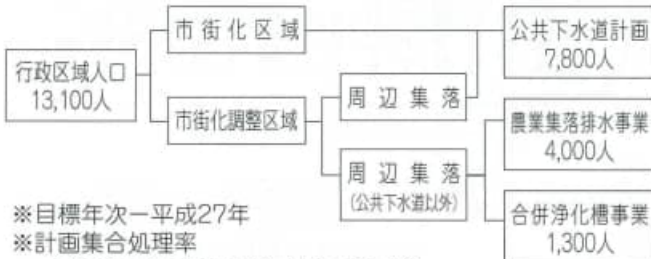 市街化区域
公共下水道計画
7,800人
行政区域人口
13,100人
周辺集落
市街化調整区域
農業集落排水事業
4,000人
周辺集落
(公共下水道以外)
合併浄化槽事業
1,300人
※目標年次ー平成27年
※計画集合処理率